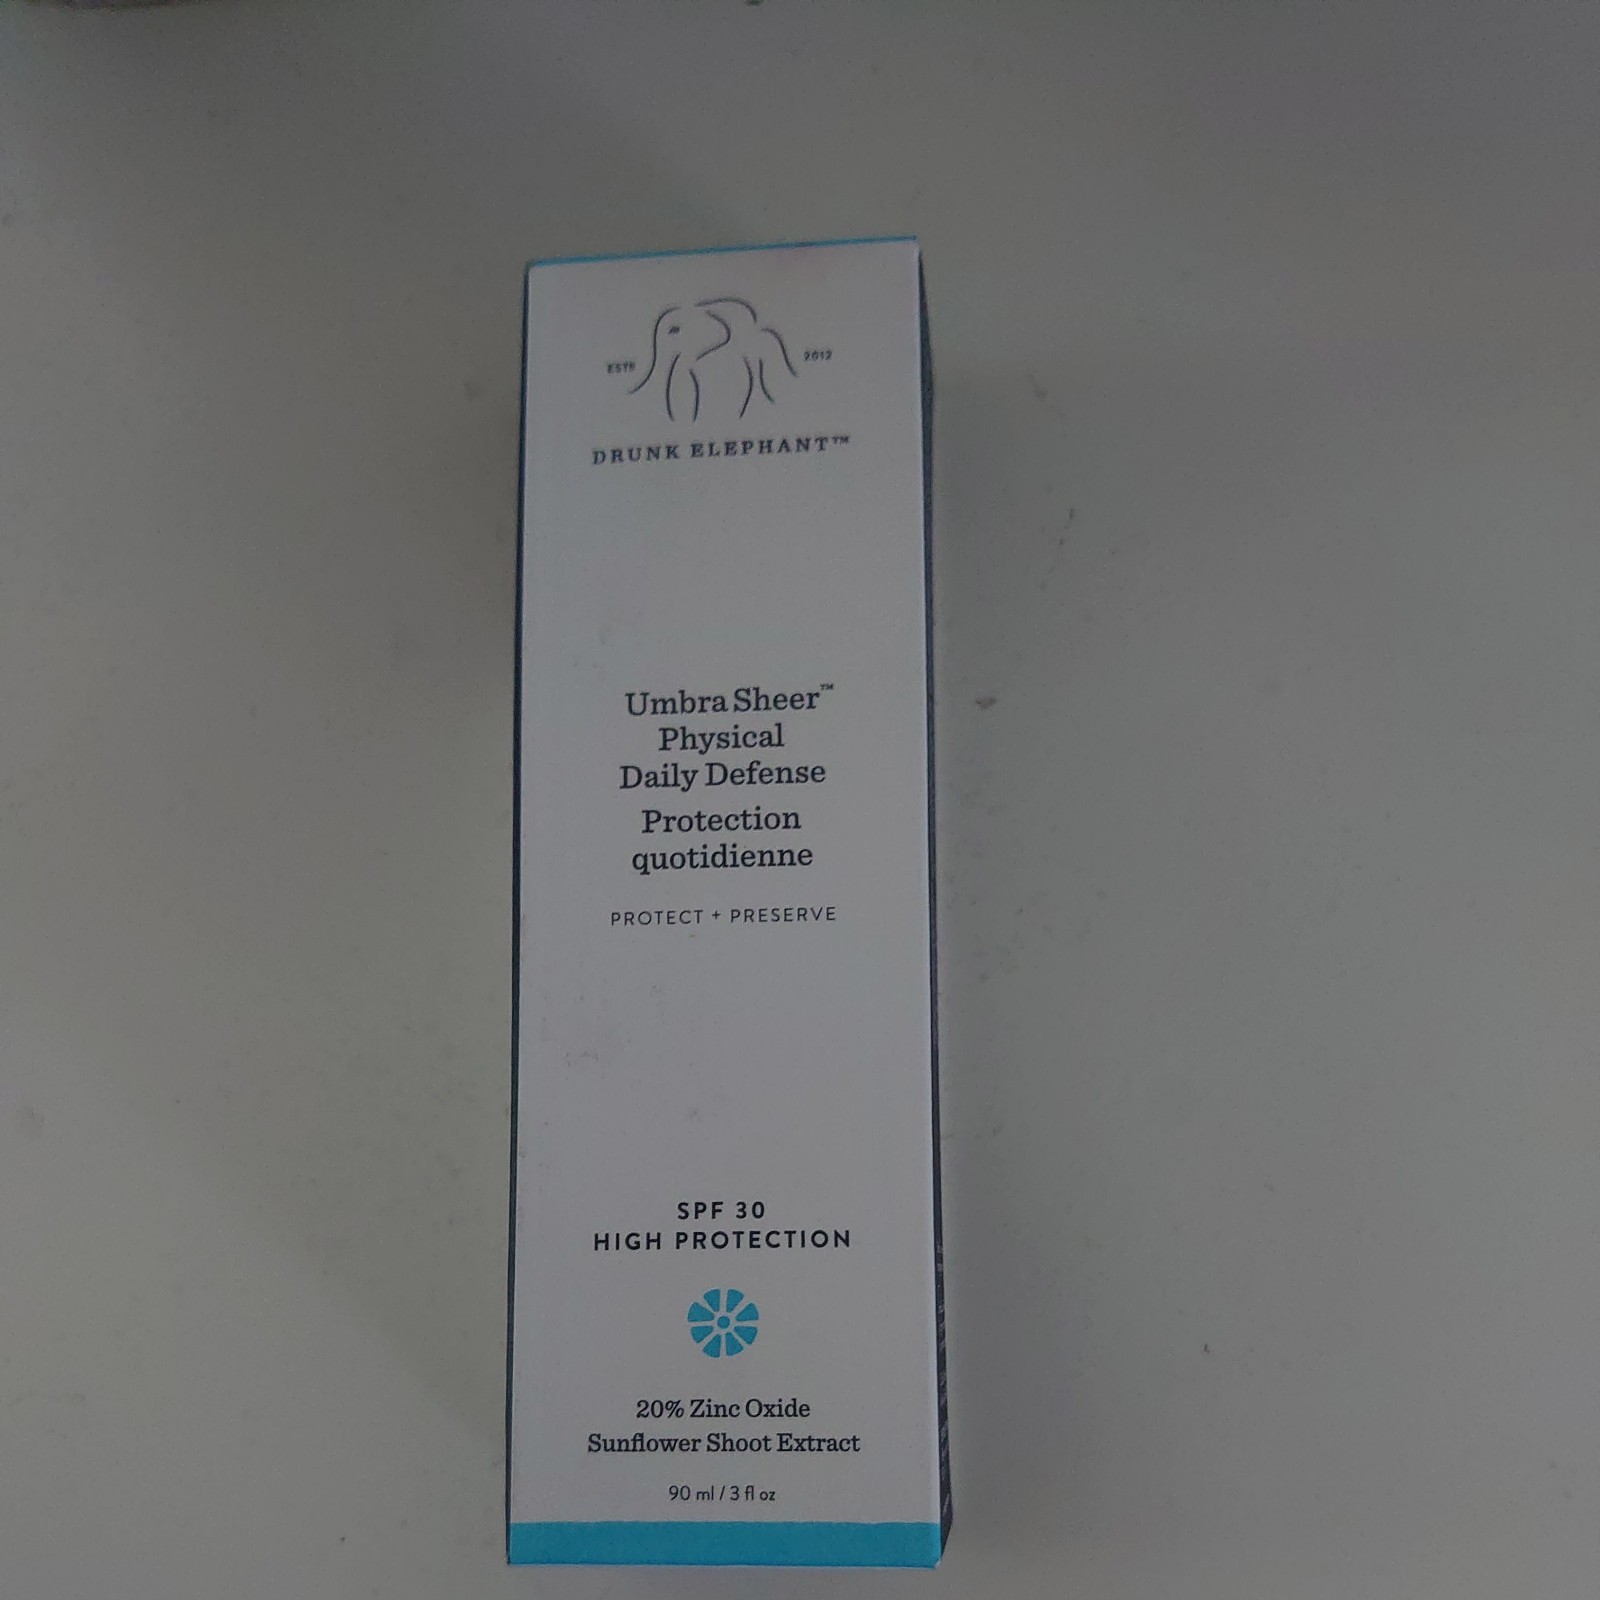 ESTD 2012
DRUNK ELEPHANT™
Umbra Sheer™
Physical
Daily Defense
Protection
quotidienne
PROTECT + PRESERVE
SPF 30
HIGH PROTECTION
20% Zinc Oxide
Sunflower Shoot Extract
90 ml / 3 fl oz